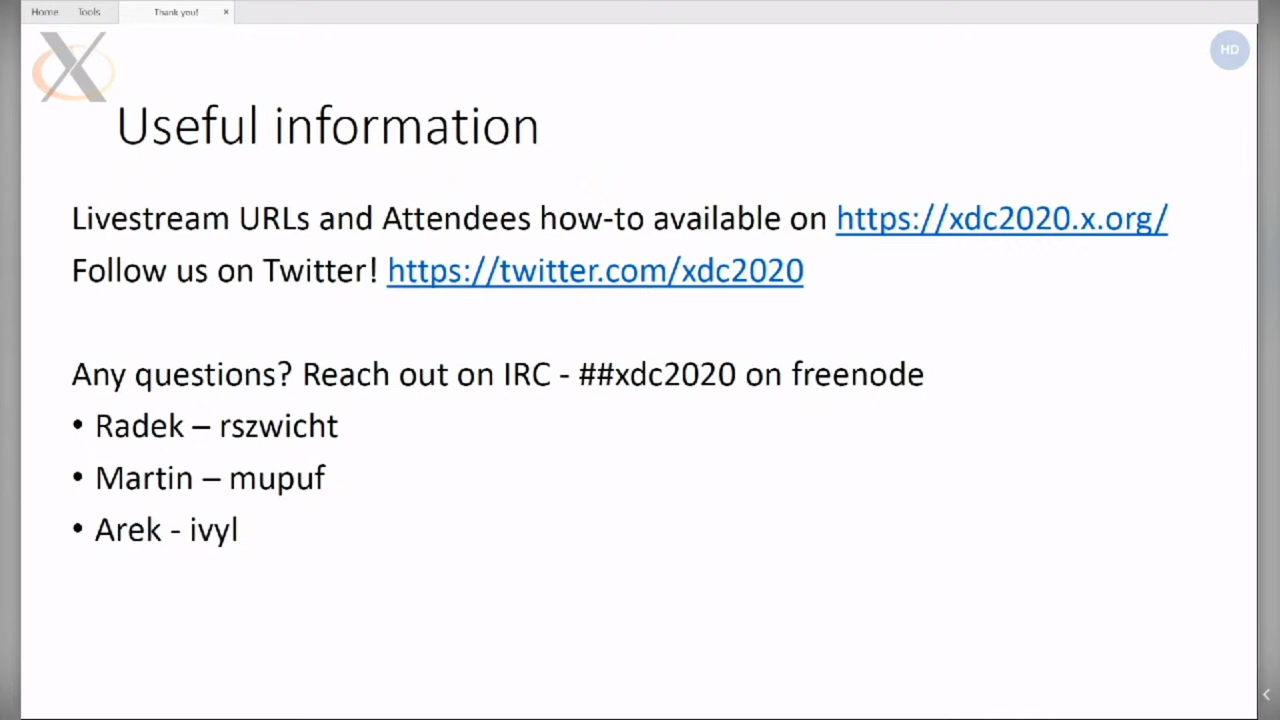 Home Tools Thank you! ×
HD
Useful information
Livestream URLs and Attendees how-to available on https://xdc2020.x.org/
Follow us on Twitter! https://twitter.com/xdc2020
Any questions? Reach out on IRC - ##xdc2020 on freenode
• Radek – rszwicht
• Martin – mupuf
• Arek - ivyl